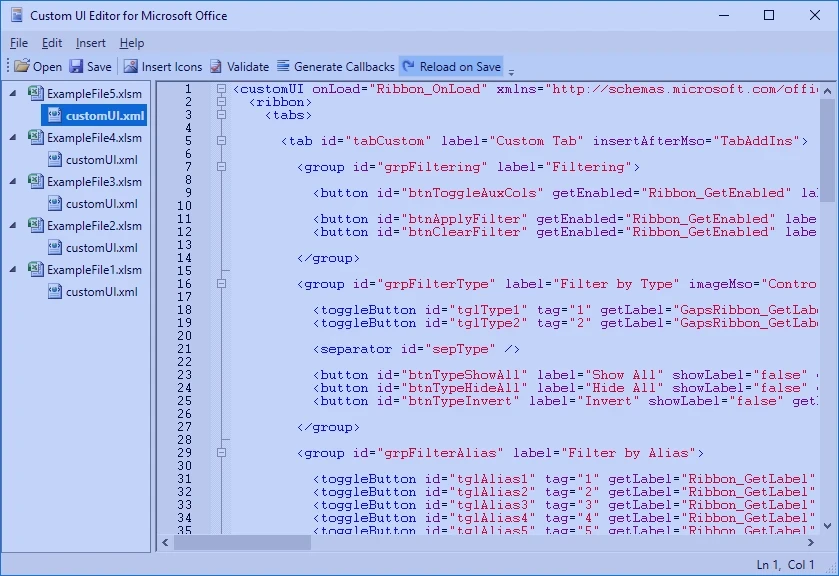 Custom UI Editor for Microsoft Office
File Edit Insert Help
Open Save Insert Icons Validate Generate Callbacks Reload on Save
ExampleFile5.xlsm
customUI.xml
ExampleFile4.xlsm
customUI.xml
ExampleFile3.xlsm
customUI.xml
ExampleFile2.xlsm
customUI.xml
ExampleFile1.xlsm
customUI.xml
1 <customUI onLoad="Ribbon_OnLoad" xmlns="http://schemas.microsoft.com/offi
2 <ribbon>
3 <tabs>
4
5 <tab id="tabCustom" label="Custom Tab" insertAfterMso="TabAddIns">
6
7 <group id="grpFiltering" label="Filtering">
8
9 <button id="btnToggleAuxCols" getEnabled="Ribbon_GetEnabled" la
10
11 <button id="btnApplyFilter" getEnabled="Ribbon_GetEnabled" labe
12 <button id="btnClearFilter" getEnabled="Ribbon_GetEnabled" labe
13
14 </group>
15
16 <group id="grpFilterType" label="Filter by Type" imageMso="Contro
17
18 <toggleButton id="tglType1" tag="1" getLabel="GapsRibbon_GetLab
19 <toggleButton id="tglType2" tag="2" getLabel="GapsRibbon_GetLab
20
21 <separator id="sepType" />
22
23 <button id="btnTypeShowAll" label="Show All" showLabel="false"
24 <button id="btnTypeHideAll" label="Hide All" showLabel="false"
25 <button id="btnTypeInvert" label="Invert" showLabel="false" get
26
27 </group>
28
29 <group id="grpFilterAlias" label="Filter by Alias">
30
31 <toggleButton id="tglAlias1" tag="1" getLabel="Ribbon_GetLabel"
32 <toggleButton id="tglAlias2" tag="2" getLabel="Ribbon_GetLabel"
33 <toggleButton id="tglAlias3" tag="3" getLabel="Ribbon_GetLabel"
34 <toggleButton id="tglAlias4" tag="4" getLabel="Ribbon_GetLabel"
35 <toggleButton id="tglAlias5" tag="5" getLabel="Ribbon_GetLabel"
Ln 1, Col 1